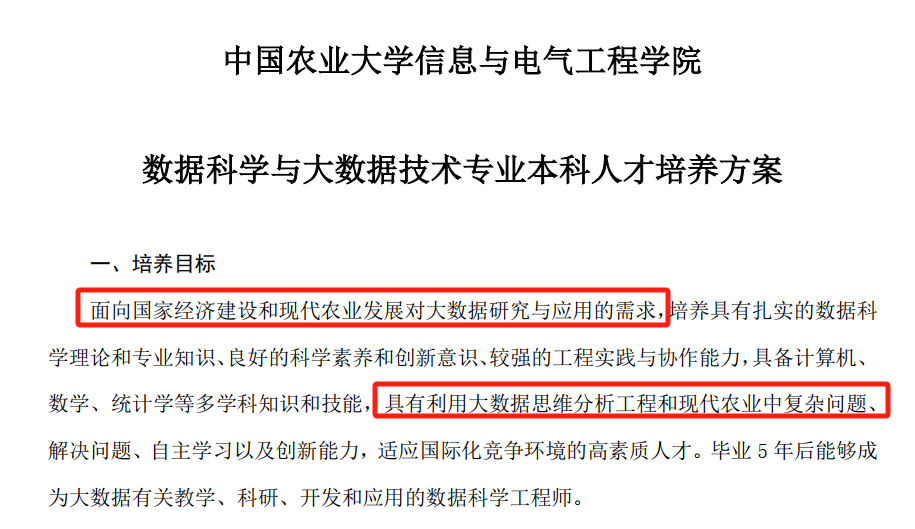 中国农业大学信息与电气工程学院
数据科学与大数据技术专业本科人才培养方案
一、培养目标
面向国家经济建设和现代农业发展对大数据研究与应用的需求，培养具有扎实的数据科
学理论和专业知识、良好的科学素养和创新意识、较强的工程实践与协作能力，具备计算机、
数学、统计学等多学科知识和技能，具有利用大数据思维分析工程和现代农业中复杂问题、
解决问题、自主学习以及创新能力，适应国际化竞争环境的高素质人才。毕业 5 年后能够成
为大数据有关教学、科研、开发和应用的数据科学工程师。